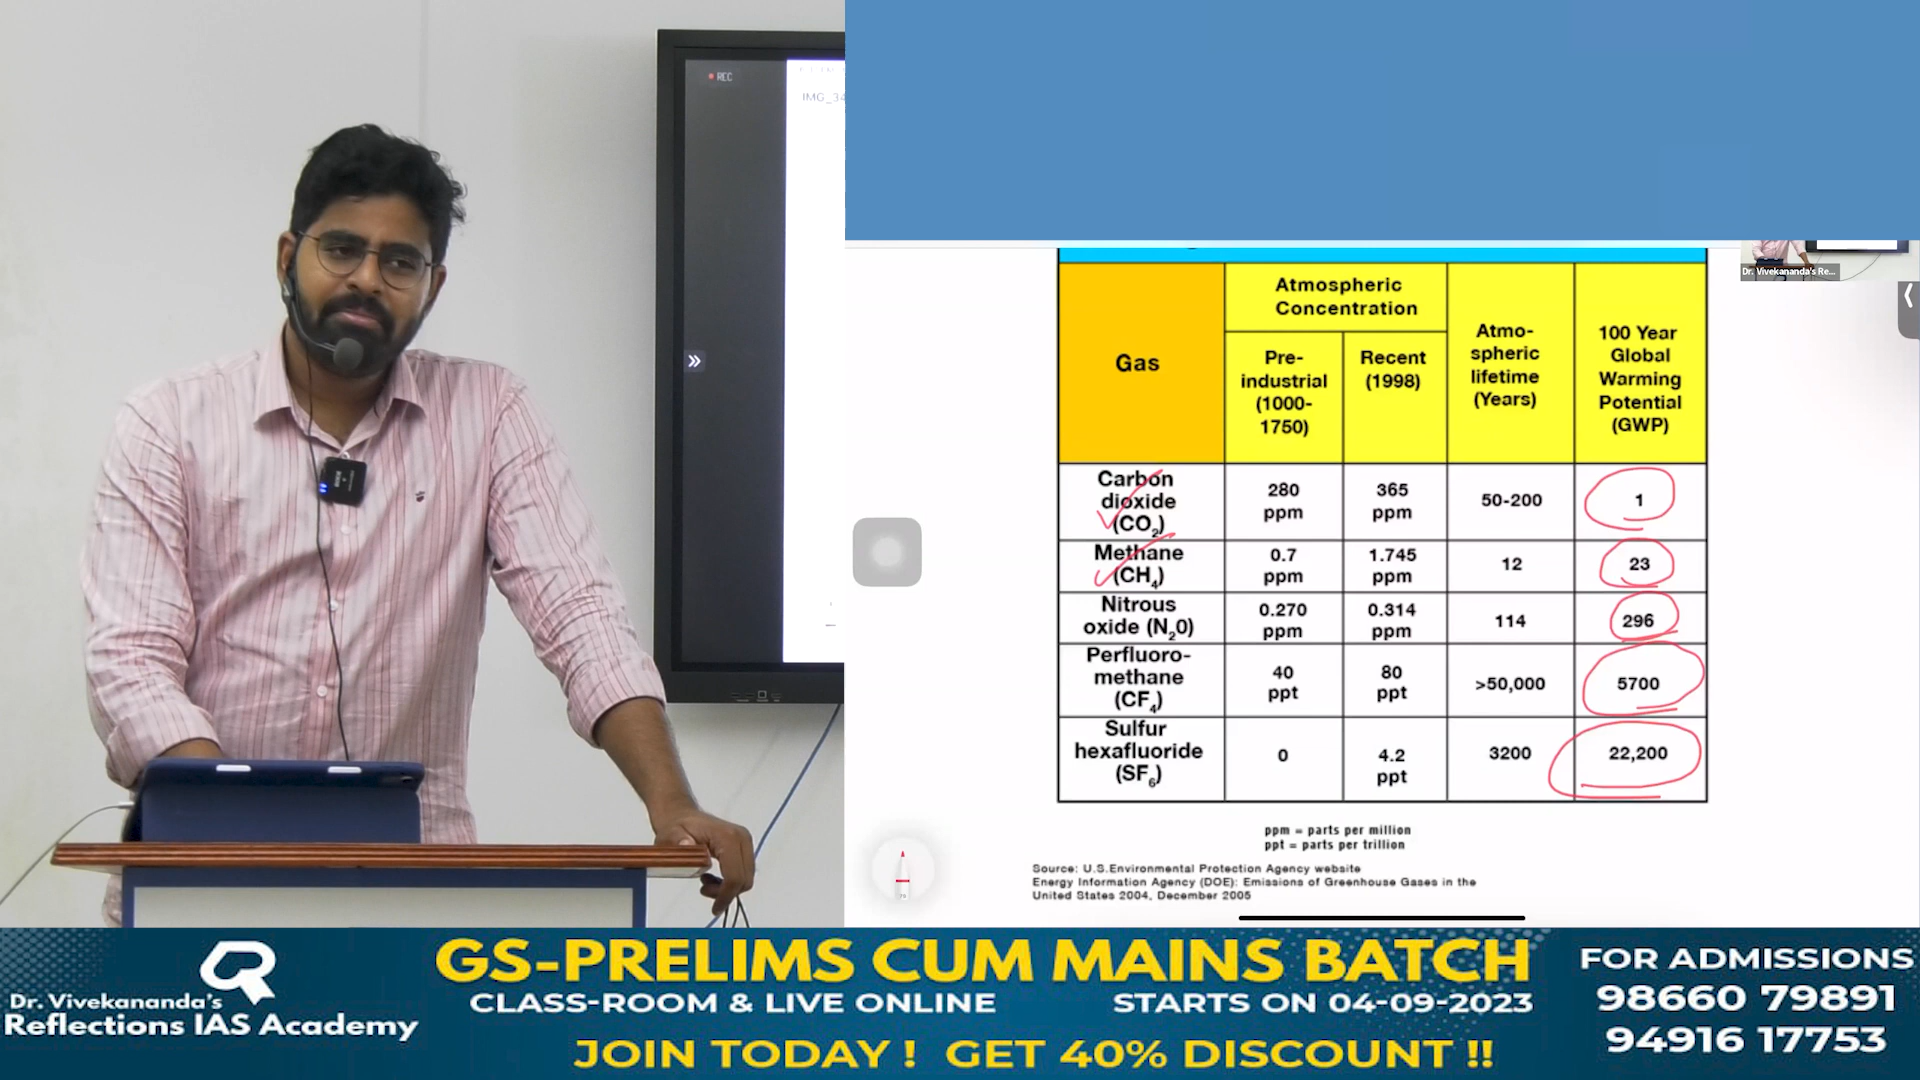 REC
IMG_34
Dr. Vivekananda's Re...
Gas
Atmospheric
Concentration
Pre-
industrial
(1000-
1750)
Recent
(1998)
Atmo-
spheric
lifetime
(Years)
100 Year
Global
Warming
Potential
(GWP)
Carbon
dioxide
(CO2)
280
ppm
365
ppm
50-200
1
Methane
(CH4)
0.7
ppm
1.745
ppm
12
23
Nitrous
oxide (N20)
0.270
ppm
0.314
ppm
114
296
Perfluoro-
methane
(CF4)
40
ppt
80
ppt
>50,000
5700
Sulfur
hexafluoride
(SF6)
0
4.2
ppt
3200
22,200
ppm = parts per million
ppt = parts per trillion
Source: U.S.Environmental Protection Agency website
Energy Information Agency (DOE): Emissions of Greenhouse Gases in the
United States 2004, December 2005
Dr. Vivekananda's
Reflections IAS Academy
GS-PRELIMS CUM MAINS BATCH
CLASS-ROOM & LIVE ONLINE STARTS ON 04-09-2023
JOIN TODAY ! GET 40% DISCOUNT !!
FOR ADMISSIONS
98660 79891
94916 17753